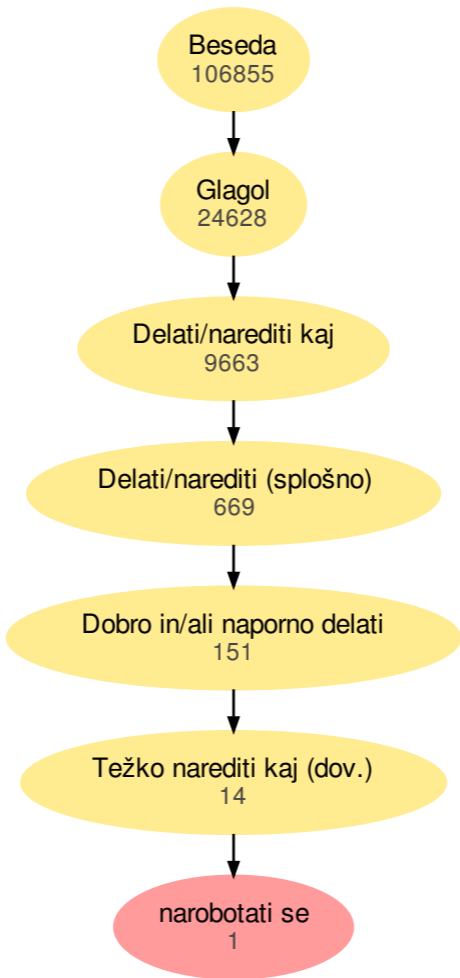 Beseda
106855
Glagol
24628
Delati/narediti kaj
9663
Delati/narediti (splošno)
669
Dobro in/ali naporno delati
151
Težko narediti kaj (dov.)
14
narobotati se
1